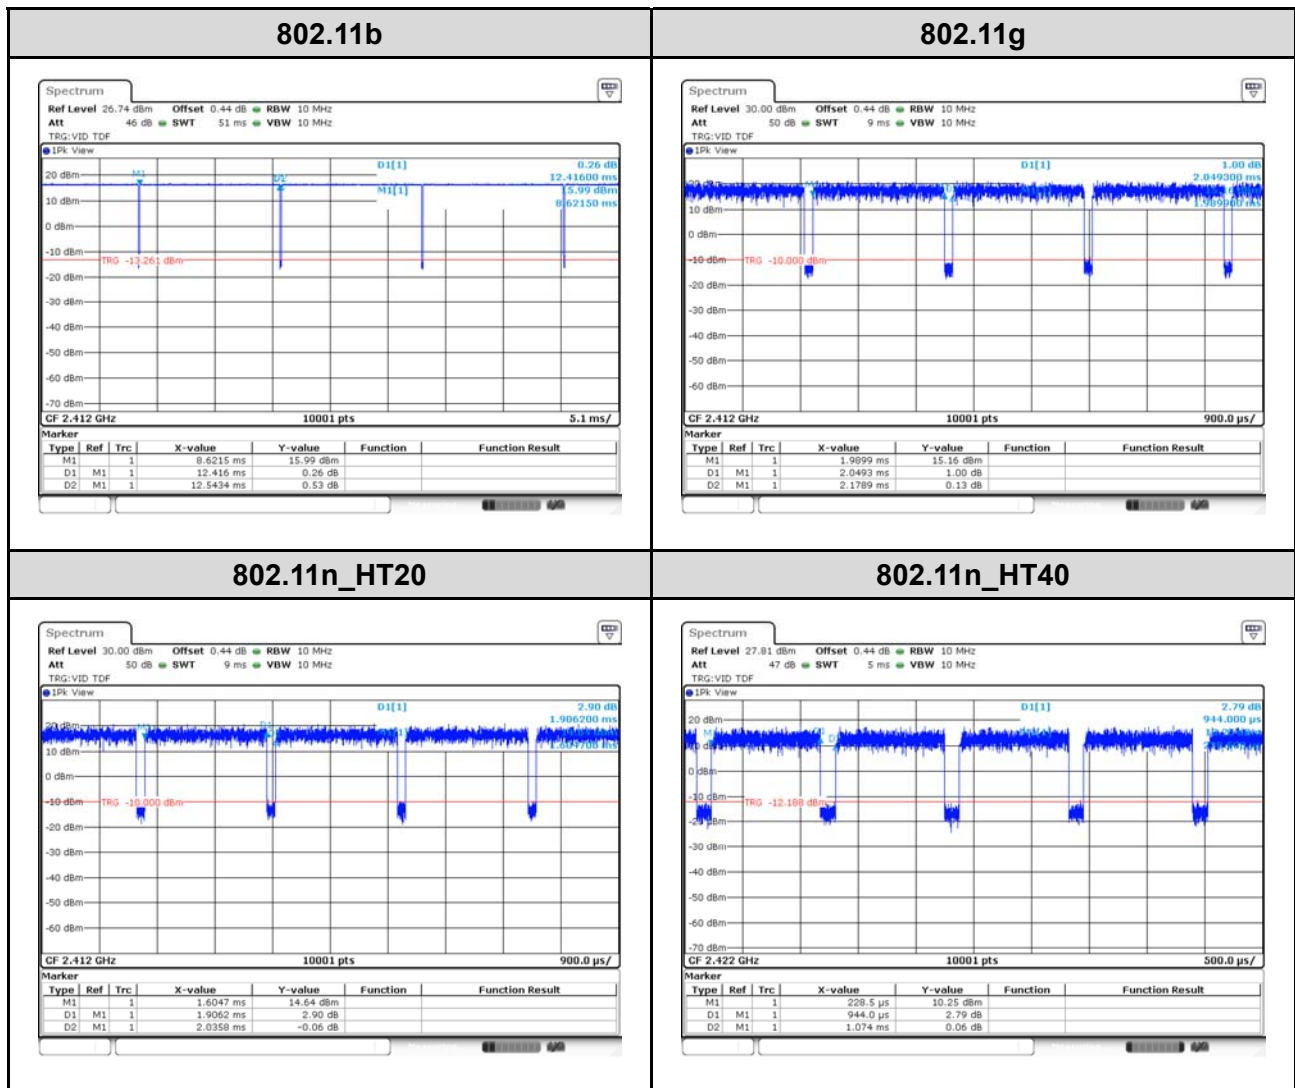 802.11b
802.11g
Spectrum
Ref Level 26.74 dBm Offset 0.44 dB RBW 10 MHz
Att 46 dB SWT 51 ms VBW 10 MHz
TRG:VID TDF
1Pk View
D1[1] 0.26 dB
12.41600 ms
M1[1]
20 dBm
M1
10 dBm
0 dBm
-10 dBm
TRG -13.261 dBm
-20 dBm
-30 dBm
-40 dBm
-50 dBm
-60 dBm
-70 dBm
CF 2.412 GHz 10001 pts 5.1 ms/
Marker
Type Ref Trc X-value Y-value Function Function Result
M1 1 8.6215 ms 15.99 dBm
D1 M1 1 12.416 ms 0.26 dB
D2 M1 1 12.5434 ms 0.53 dB
Spectrum
Ref Level 30.00 dBm Offset 0.44 dB RBW 10 MHz
Att 50 dB SWT 9 ms VBW 10 MHz
TRG:VID TDF
1Pk View
D1[1] 1.00 dB
2.049300 ms
10 dBm
0 dBm
-10 dBm
TRG -10.000 dBm
-20 dBm
-30 dBm
-40 dBm
-50 dBm
-60 dBm
CF 2.412 GHz 10001 pts 900.0 µs/
Marker
Type Ref Trc X-value Y-value Function Function Result
M1 1 1.9899 ms 15.16 dBm
D1 M1 1 2.0493 ms 1.00 dB
D2 M1 1 2.1789 ms 0.13 dB
802.11n_HT20
802.11n_HT40
Spectrum
Ref Level 30.00 dBm Offset 0.44 dB RBW 10 MHz
Att 50 dB SWT 9 ms VBW 10 MHz
TRG:VID TDF
1Pk View
D1[1] 2.90 dB
1.906200 ms
20 dBm
10 dBm
0 dBm
-10 dBm
TRG -10.000 dBm
-20 dBm
-30 dBm
-40 dBm
-50 dBm
-60 dBm
CF 2.412 GHz 10001 pts 900.0 µs/
Marker
Type Ref Trc X-value Y-value Function Function Result
M1 1 1.6047 ms 14.64 dBm
D1 M1 1 1.9062 ms 2.90 dB
D2 M1 1 2.0358 ms -0.06 dB
Spectrum
Ref Level 27.81 dBm Offset 0.44 dB RBW 10 MHz
Att 47 dB SWT 5 ms VBW 10 MHz
TRG:VID TDF
1Pk View
D1[1] 2.79 dB
944.000 µs
20 dBm
0 dBm
-10 dBm
TRG -12.188 dBm
-20 dBm
-30 dBm
-40 dBm
-50 dBm
-60 dBm
-70 dBm
CF 2.422 GHz 10001 pts 500.0 µs/
Marker
Type Ref Trc X-value Y-value Function Function Result
M1 1 228.5 µs 10.25 dBm
D1 M1 1 944.0 µs 2.79 dB
D2 M1 1 1.074 ms 0.06 dB